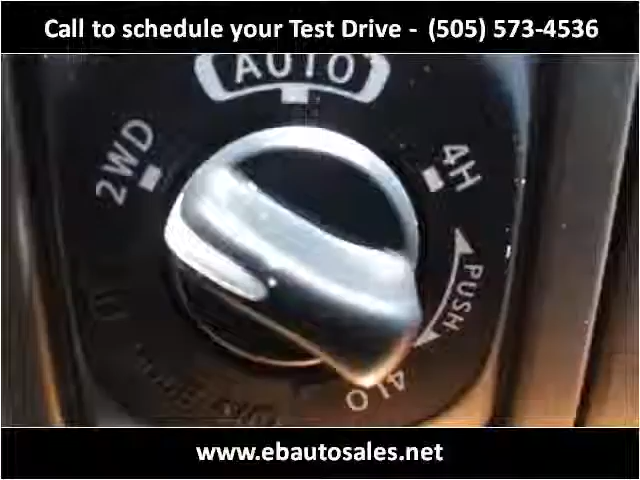 Call to schedule your Test Drive - (505) 573-4536
AUTO
2WD
4H
PUSH
4LO
www.ebautosales.net